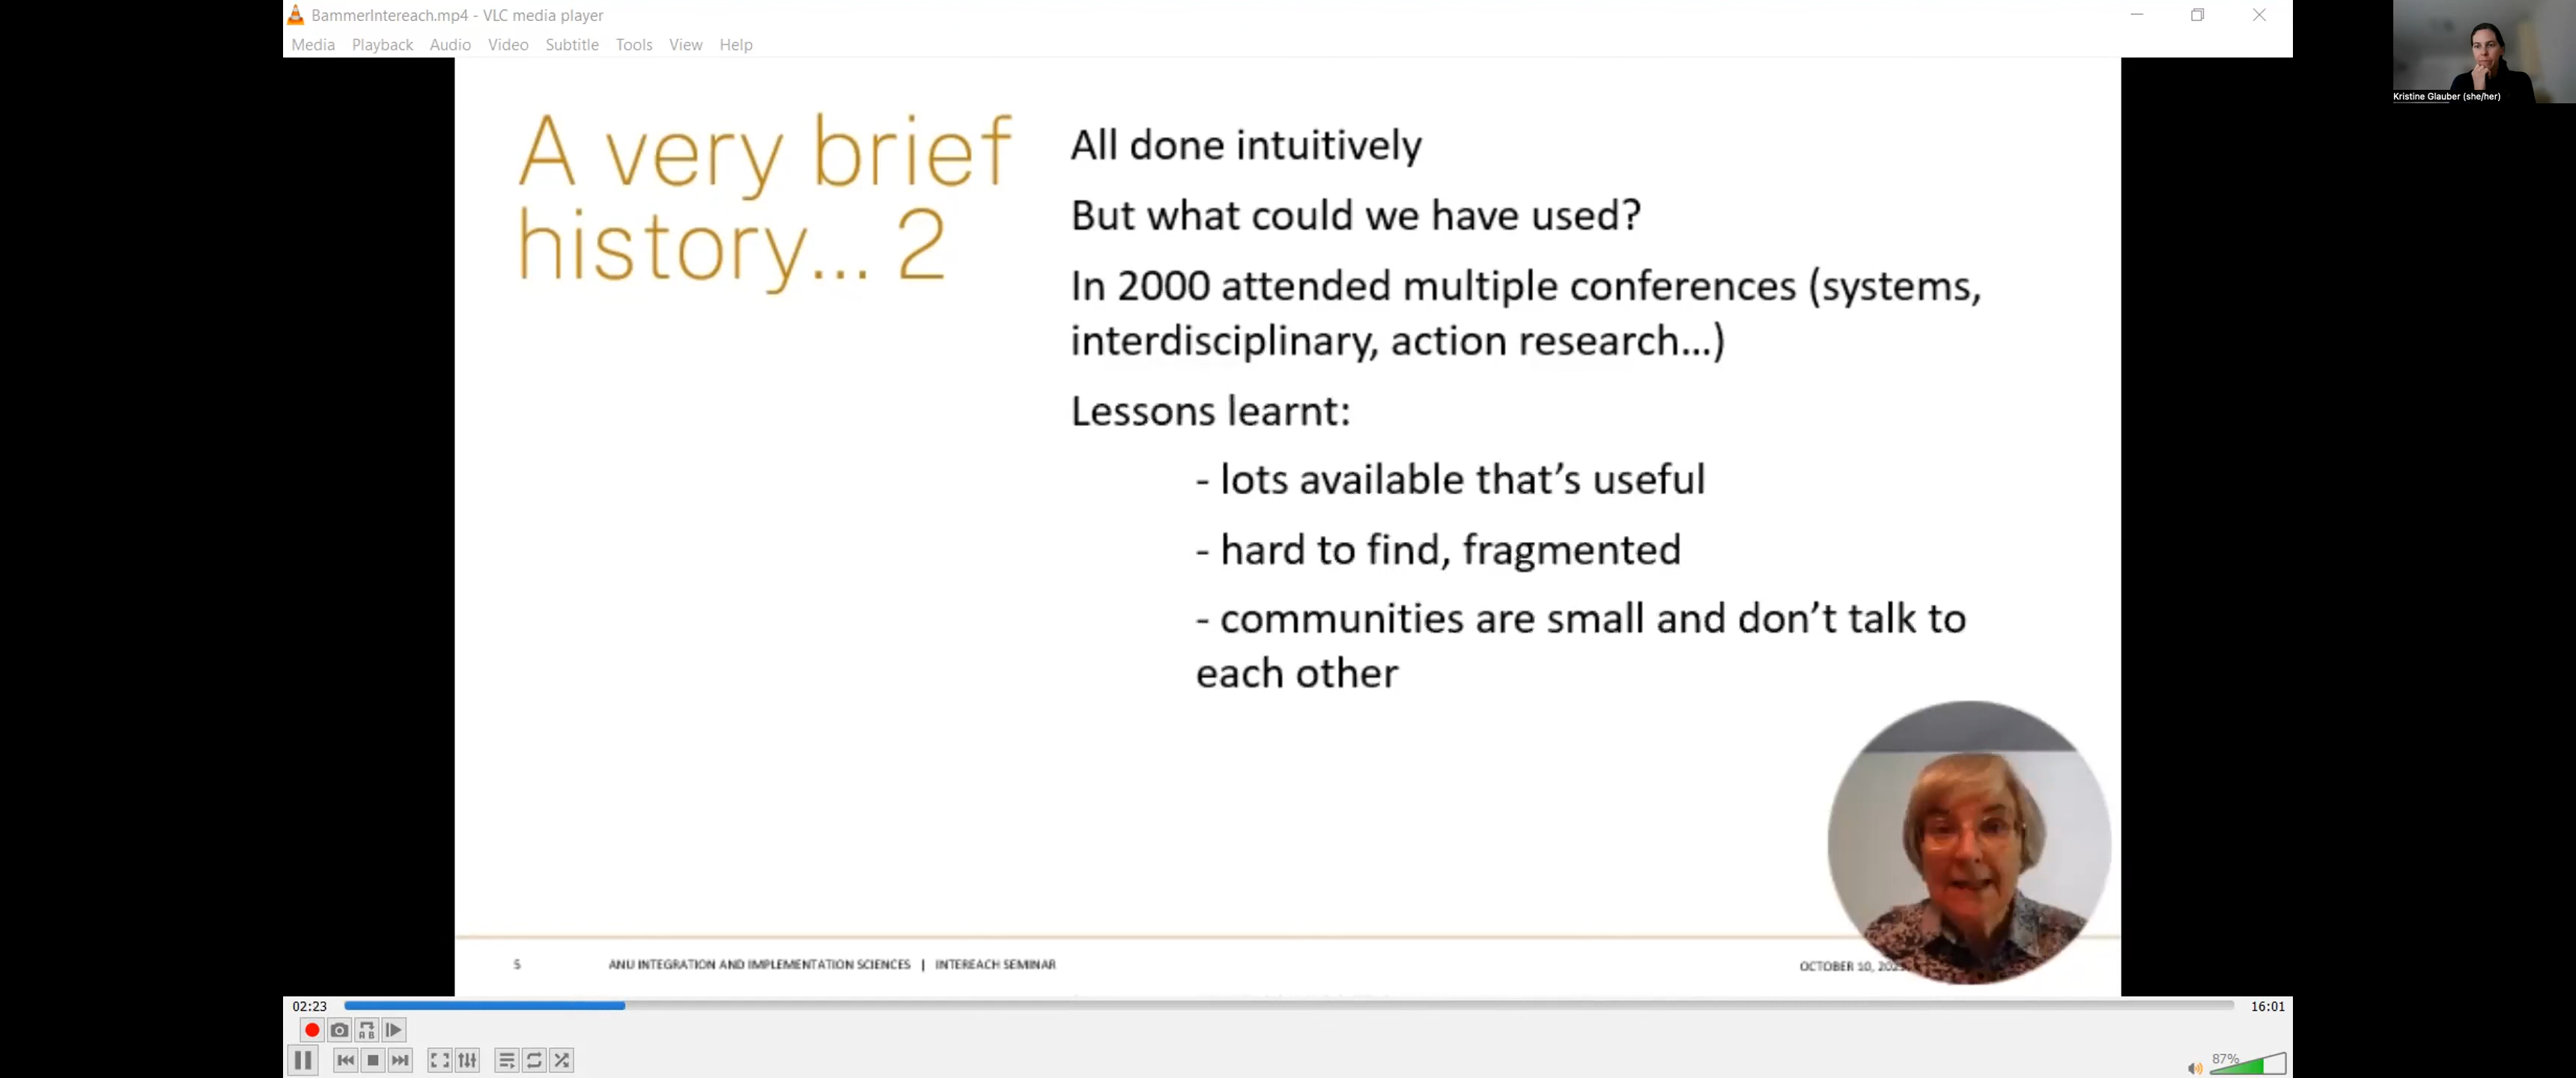 BammerIntereach.mp4 - VLC media player
Media Playback Audio Video Subtitle Tools View Help
Kristine Glauber (she/her)
A very brief
history... 2
All done intuitively
But what could we have used?
In 2000 attended multiple conferences (systems,
interdisciplinary, action research...)
Lessons learnt:
- lots available that's useful
- hard to find, fragmented
- communities are small and don't talk to
each other
5 ANU INTEGRATION AND IMPLEMENTATION SCIENCES | INTEREACH SEMINAR
OCTOBER 10,
02:23
16:01
87%